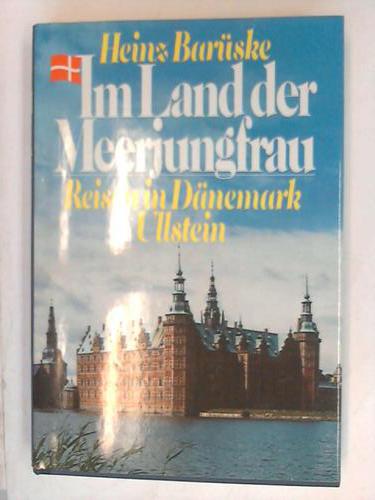 Heinz Barüske
Im Land der
Meerjungfrau
Reisen in Dänemark
Ullstein